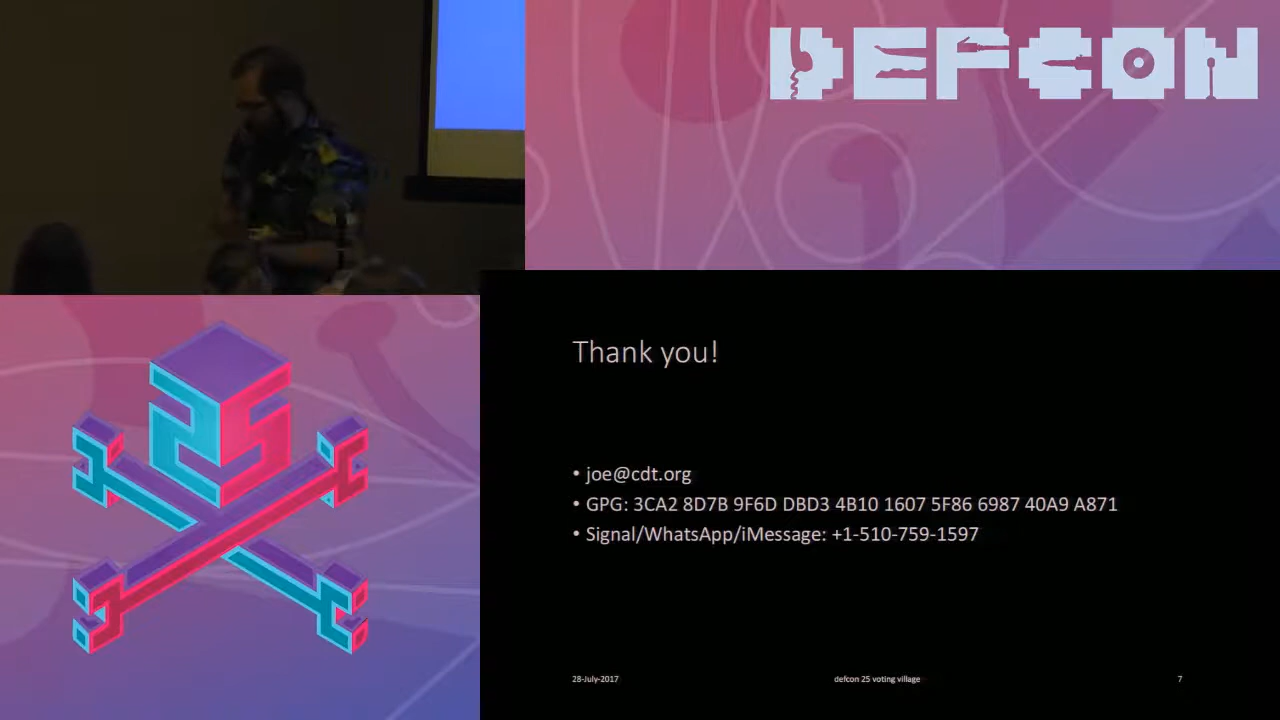 DEFCON
25
Thank you!
• joe@cdt.org
• GPG: 3CA2 8D7B 9F6D DBD3 4B10 1607 5F86 6987 40A9 A871
• Signal/WhatsApp/iMessage: +1-510-759-1597
28-July-2017
defcon 25 voting village
7